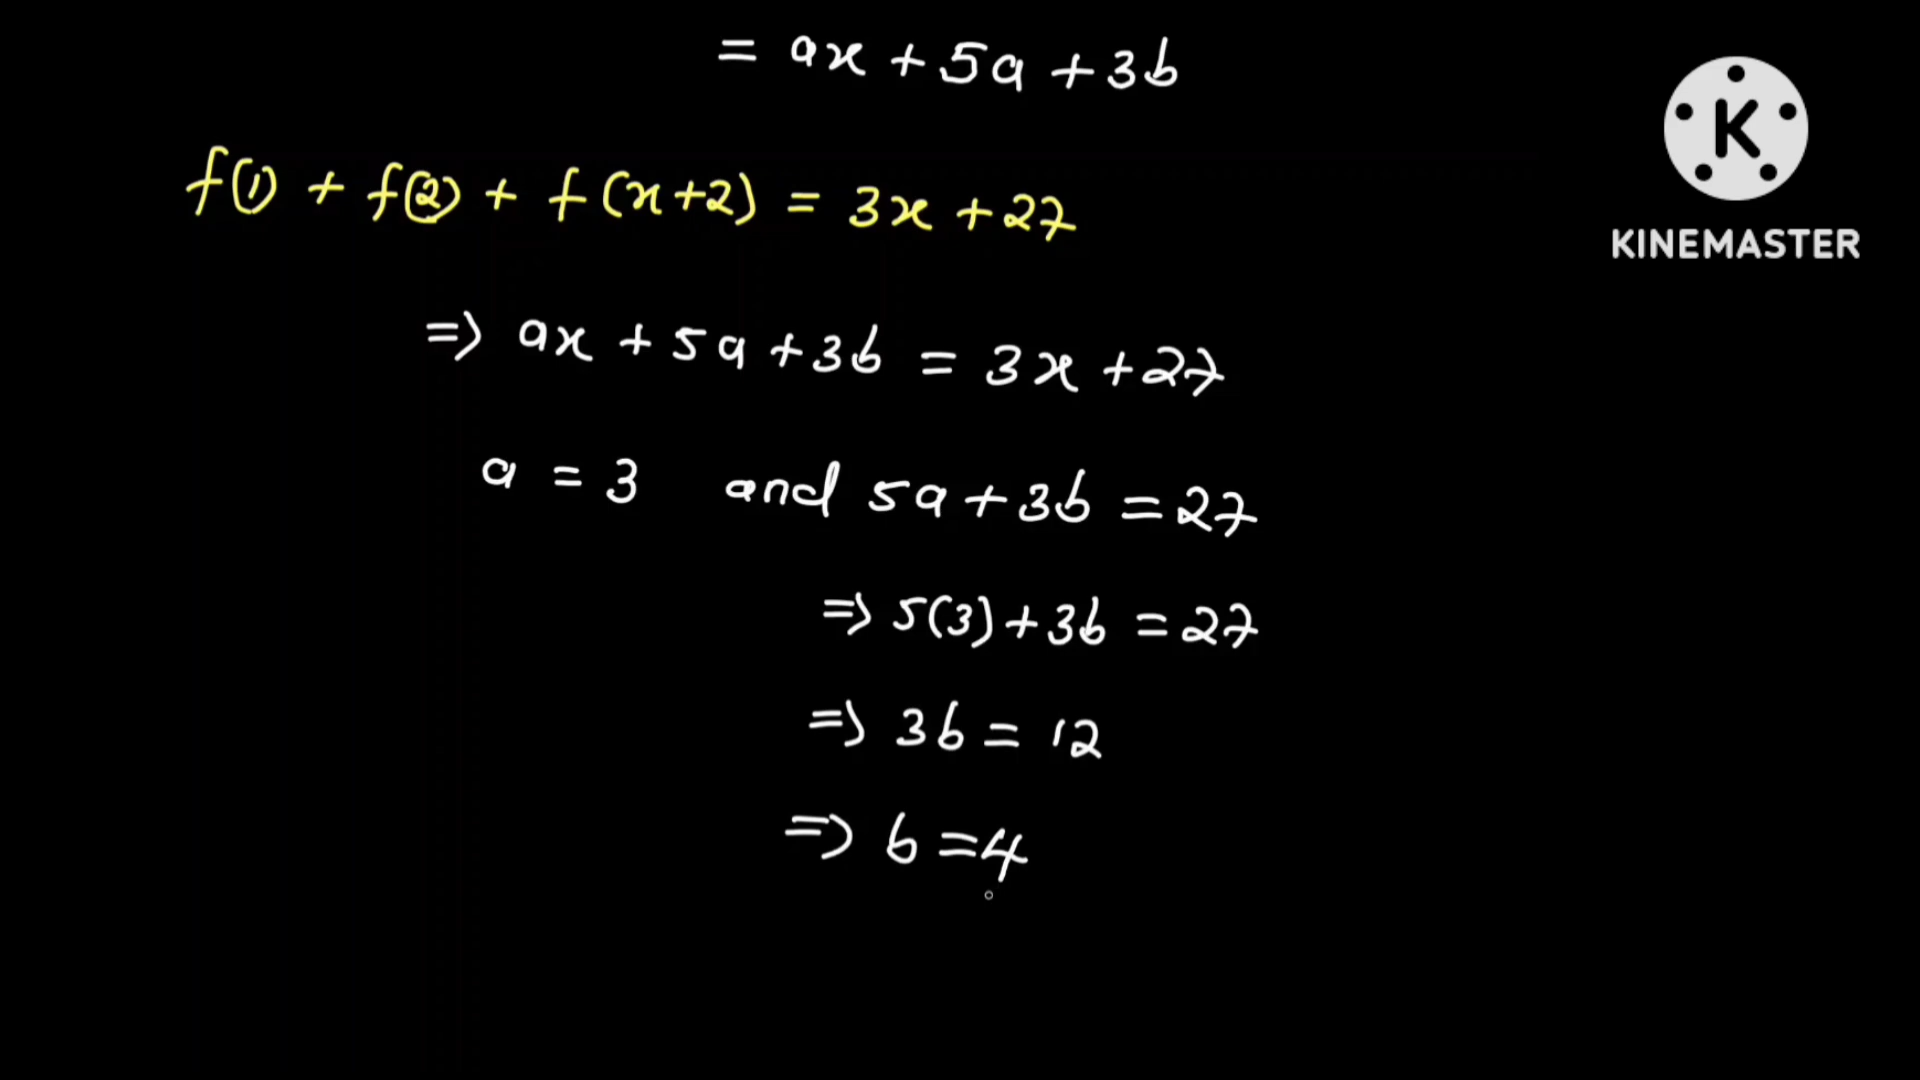 = ax + 5a + 3b
f(1) + f(2) + f(x+2) = 3x + 27
=> ax + 5a + 3b = 3x + 27
a = 3 and 5a + 3b = 27
=> 5(3) + 3b = 27
=> 3b = 12
=> b = 4
K
KINEMASTER